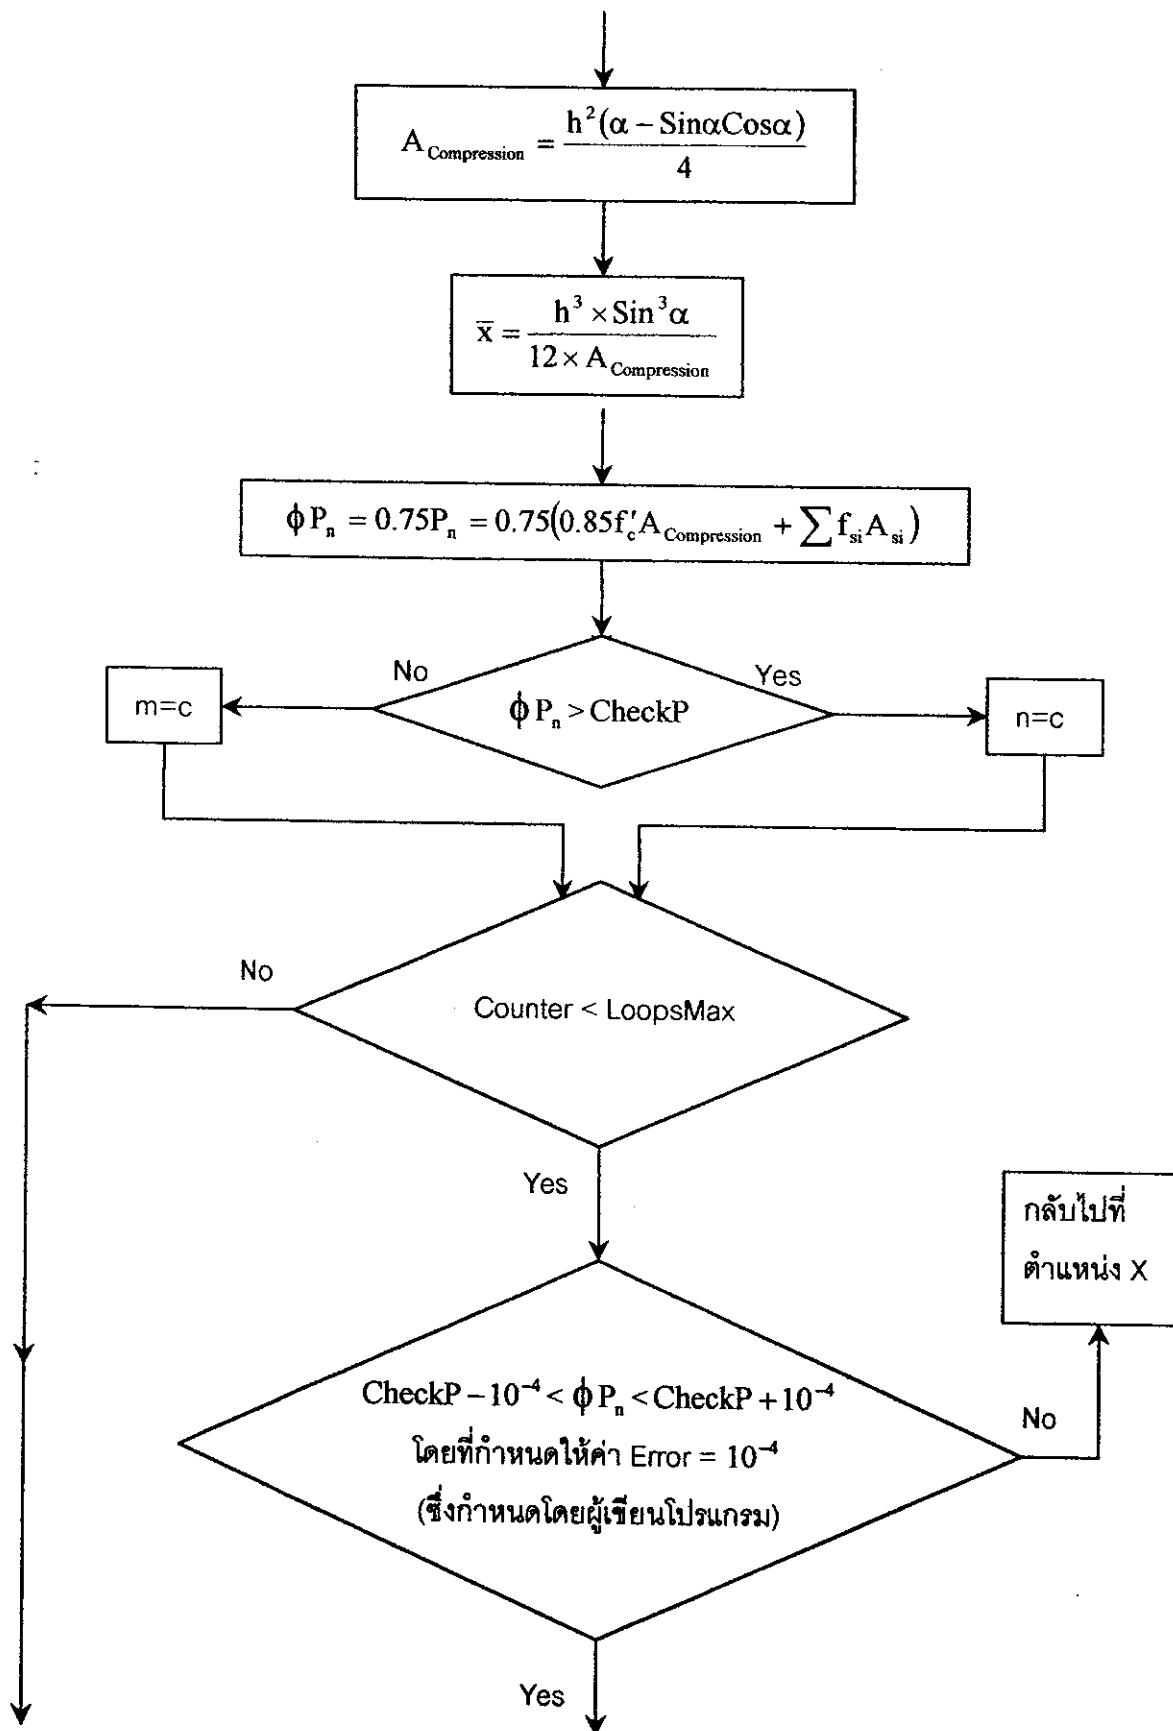 A_Compression = h²(α − SinαCosα) / 4
x̄ = h³ × Sin³α / 12 × A_Compression
ϕP_n = 0.75P_n = 0.75(0.85f'_c A_Compression + ∑ f_si A_si)
No
Yes
m=c
ϕP_n > CheckP
n=c
No
Counter < LoopsMax
Yes
กลับไปที่
ตำแหน่ง X
CheckP − 10⁻⁴ < ϕP_n < CheckP + 10⁻⁴
No
โดยที่กำหนดให้ค่า Error = 10⁻⁴
(ซึ่งกำหนดโดยผู้เขียนโปรแกรม)
Yes